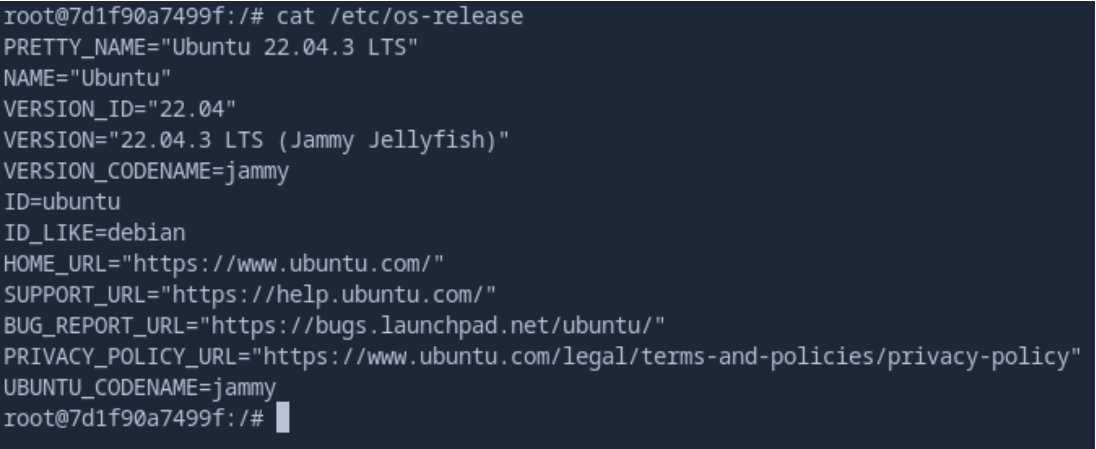 root@7d1f90a7499f:/# cat /etc/os-release
PRETTY_NAME="Ubuntu 22.04.3 LTS"
NAME="Ubuntu"
VERSION_ID="22.04"
VERSION="22.04.3 LTS (Jammy Jellyfish)"
VERSION_CODENAME=jammy
ID=ubuntu
ID_LIKE=debian
HOME_URL="https://www.ubuntu.com/"
SUPPORT_URL="https://help.ubuntu.com/"
BUG_REPORT_URL="https://bugs.launchpad.net/ubuntu/"
PRIVACY_POLICY_URL="https://www.ubuntu.com/legal/terms-and-policies/privacy-policy"
UBUNTU_CODENAME=jammy
root@7d1f90a7499f:/#